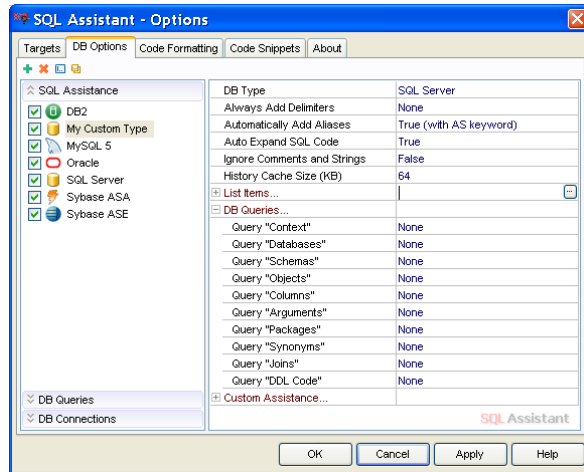 SQL Assistant - Options
Targets DB Options Code Formatting Code Snippets About
SQL Assistance
DB2
My Custom Type
MySQL 5
Oracle
SQL Server
Sybase ASA
Sybase ASE
DB Queries
DB Connections
DB Type SQL Server
Always Add Delimiters None
Automatically Add Aliases True (with AS keyword)
Auto Expand SQL Code True
Ignore Comments and Strings False
History Cache Size (KB) 64
List Items... ...
DB Queries...
Query "Context" None
Query "Databases" None
Query "Schemas" None
Query "Objects" None
Query "Columns" None
Query "Arguments" None
Query "Packages" None
Query "Synonyms" None
Query "Joins" None
Query "DDL Code" None
Custom Assistance...
SQL Assistant
OK Cancel Apply Help